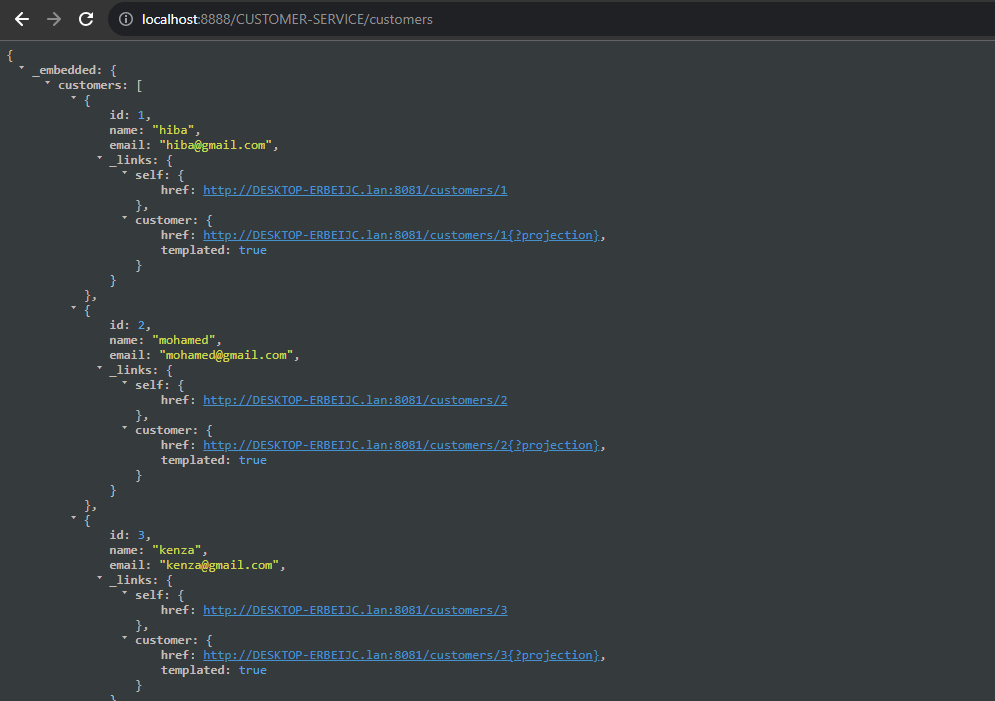 localhost:8888/CUSTOMER-SERVICE/customers
{
_embedded: {
customers: [
{
id: 1,
name: "hiba",
email: "hiba@gmail.com",
_links: {
self: {
href: http://DESKTOP-ERBEIJC.lan:8081/customers/1
},
customer: {
href: http://DESKTOP-ERBEIJC.lan:8081/customers/1{?projection},
templated: true
}
}
},
{
id: 2,
name: "mohamed",
email: "mohamed@gmail.com",
_links: {
self: {
href: http://DESKTOP-ERBEIJC.lan:8081/customers/2
},
customer: {
href: http://DESKTOP-ERBEIJC.lan:8081/customers/2{?projection},
templated: true
}
}
},
{
id: 3,
name: "kenza",
email: "kenza@gmail.com",
_links: {
self: {
href: http://DESKTOP-ERBEIJC.lan:8081/customers/3
},
customer: {
href: http://DESKTOP-ERBEIJC.lan:8081/customers/3{?projection},
templated: true
}
}